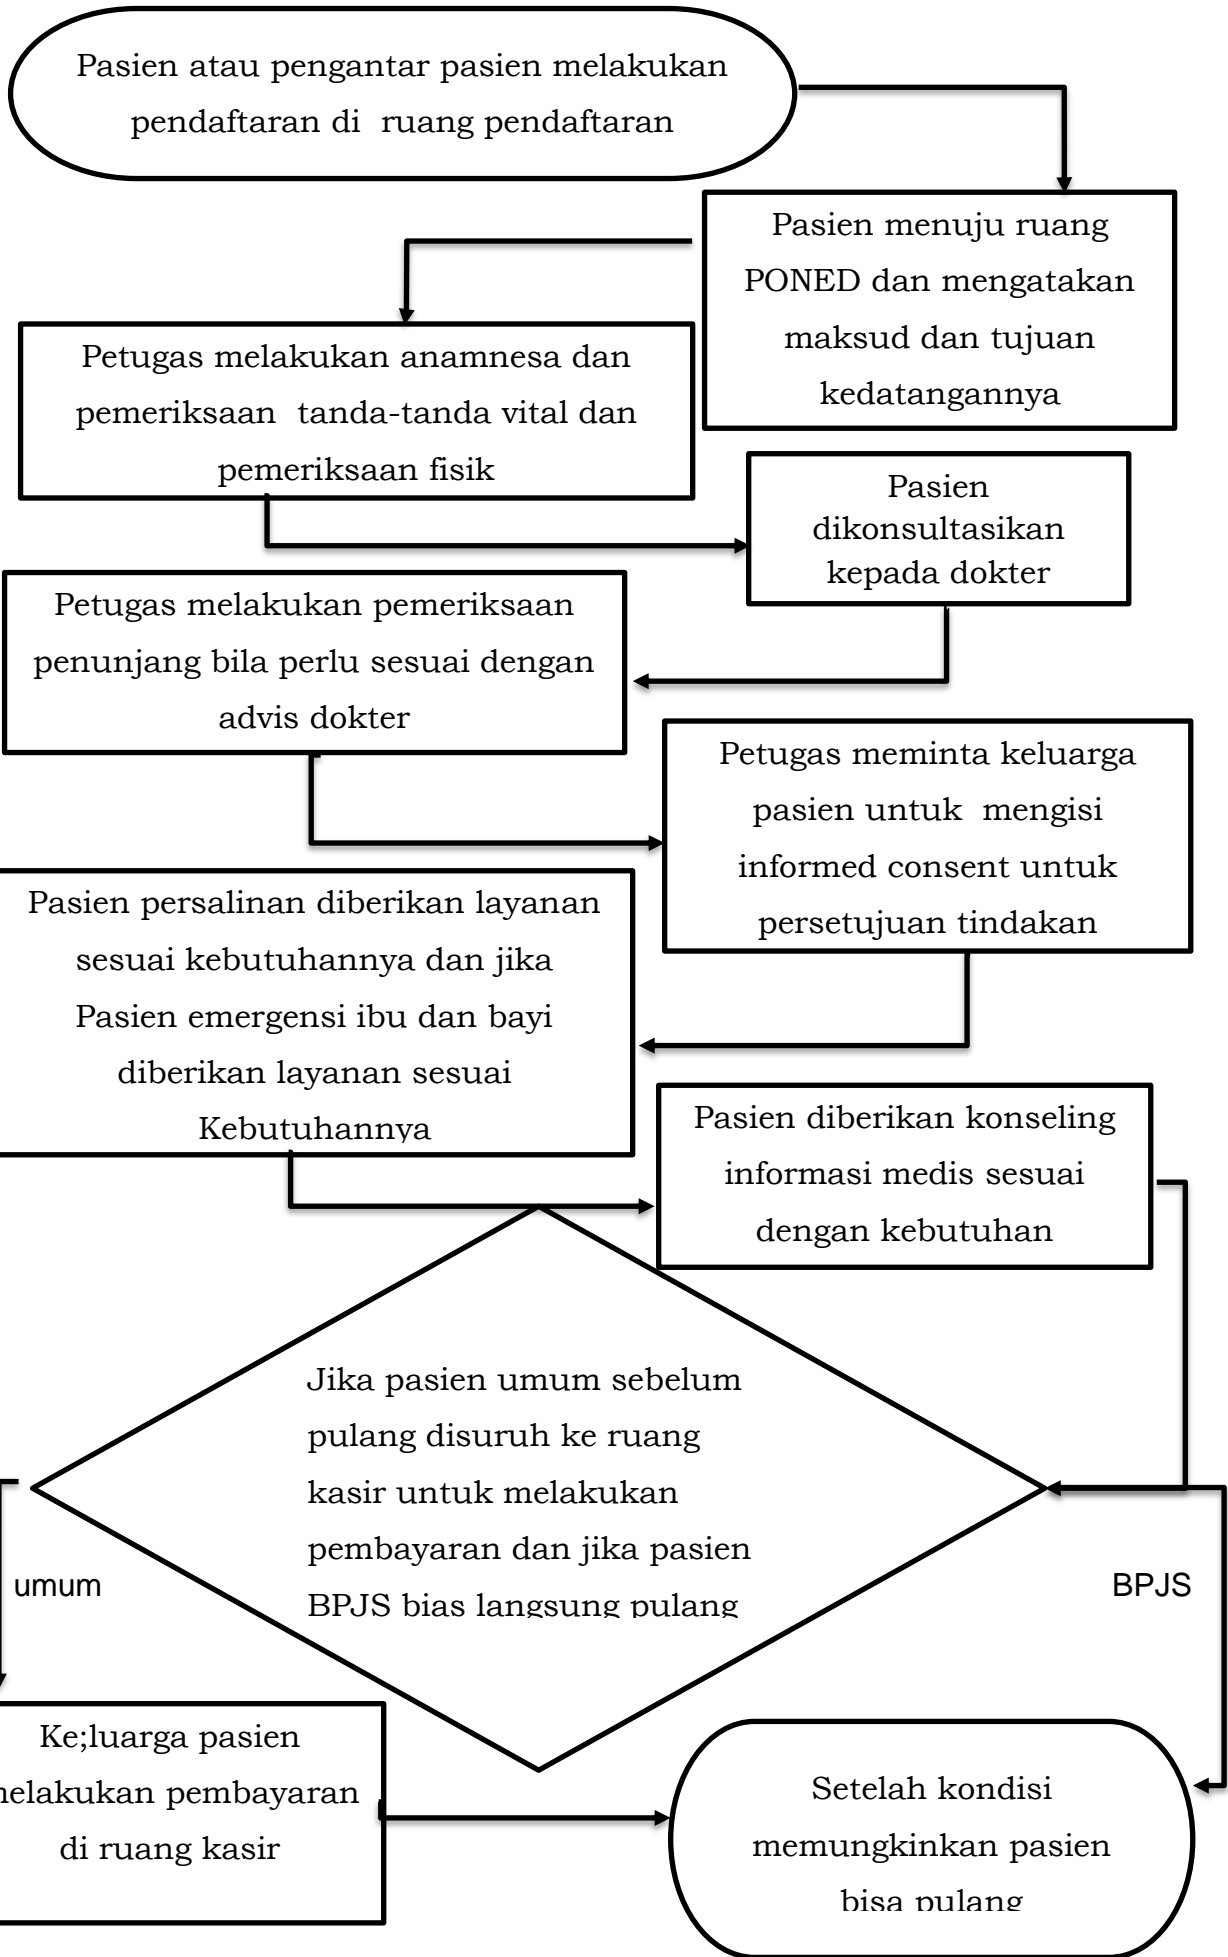 Pasien atau pengantar pasien melakukan
pendaftaran di ruang pendaftaran
Pasien menuju ruang
PONED dan mengatakan
maksud dan tujuan
kedatangannya
Petugas melakukan anamnesa dan
pemeriksaan tanda-tanda vital dan
pemeriksaan fisik
Pasien
dikonsultasikan
kepada dokter
Petugas melakukan pemeriksaan
penunjang bila perlu sesuai dengan
advis dokter
Petugas meminta keluarga
pasien untuk mengisi
informed consent untuk
persetujuan tindakan
Pasien persalinan diberikan layanan
sesuai kebutuhannya dan jika
Pasien emergensi ibu dan bayi
diberikan layanan sesuai
Kebutuhannya
Pasien diberikan konseling
informasi medis sesuai
dengan kebutuhan
Jika pasien umum sebelum
pulang disuruh ke ruang
kasir untuk melakukan
pembayaran dan jika pasien
BPJS bias langsung pulang
umum
BPJS
Ke;luarga pasien
melakukan pembayaran
di ruang kasir
Setelah kondisi
memungkinkan pasien
bisa pulang